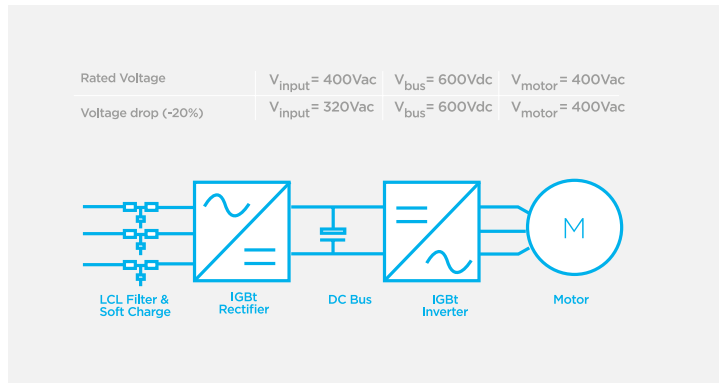 Rated Voltage Vinput= 400Vac Vbus= 600Vdc Vmotor= 400Vac
Voltage drop (-20%) Vinput= 320Vac Vbus= 600Vdc Vmotor= 400Vac
M
LCL Filter & Soft Charge
IGBt Rectifier
DC Bus
IGBt Inverter
Motor